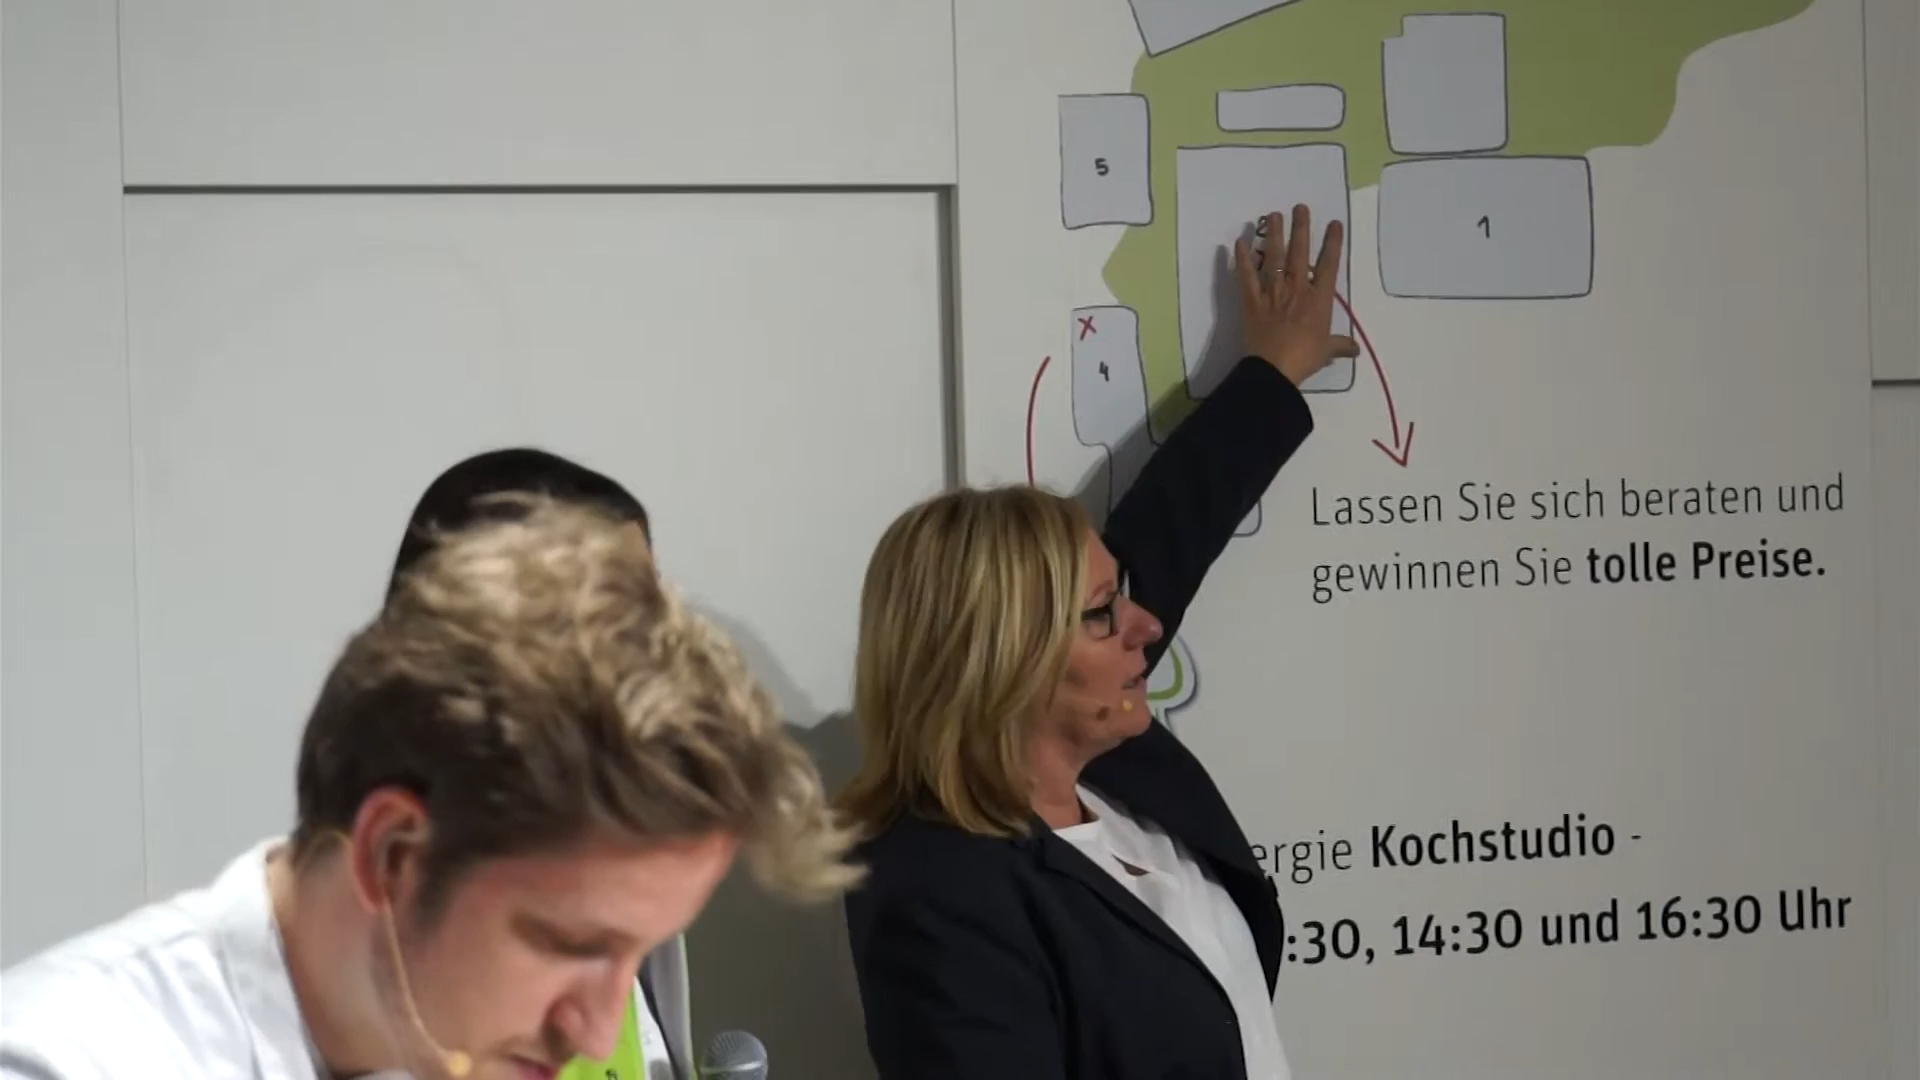 5
2
1
X
4
Lassen Sie sich beraten und
gewinnen Sie tolle Preise.
Kochstudio -
:30, 14:30 und 16:30 Uhr